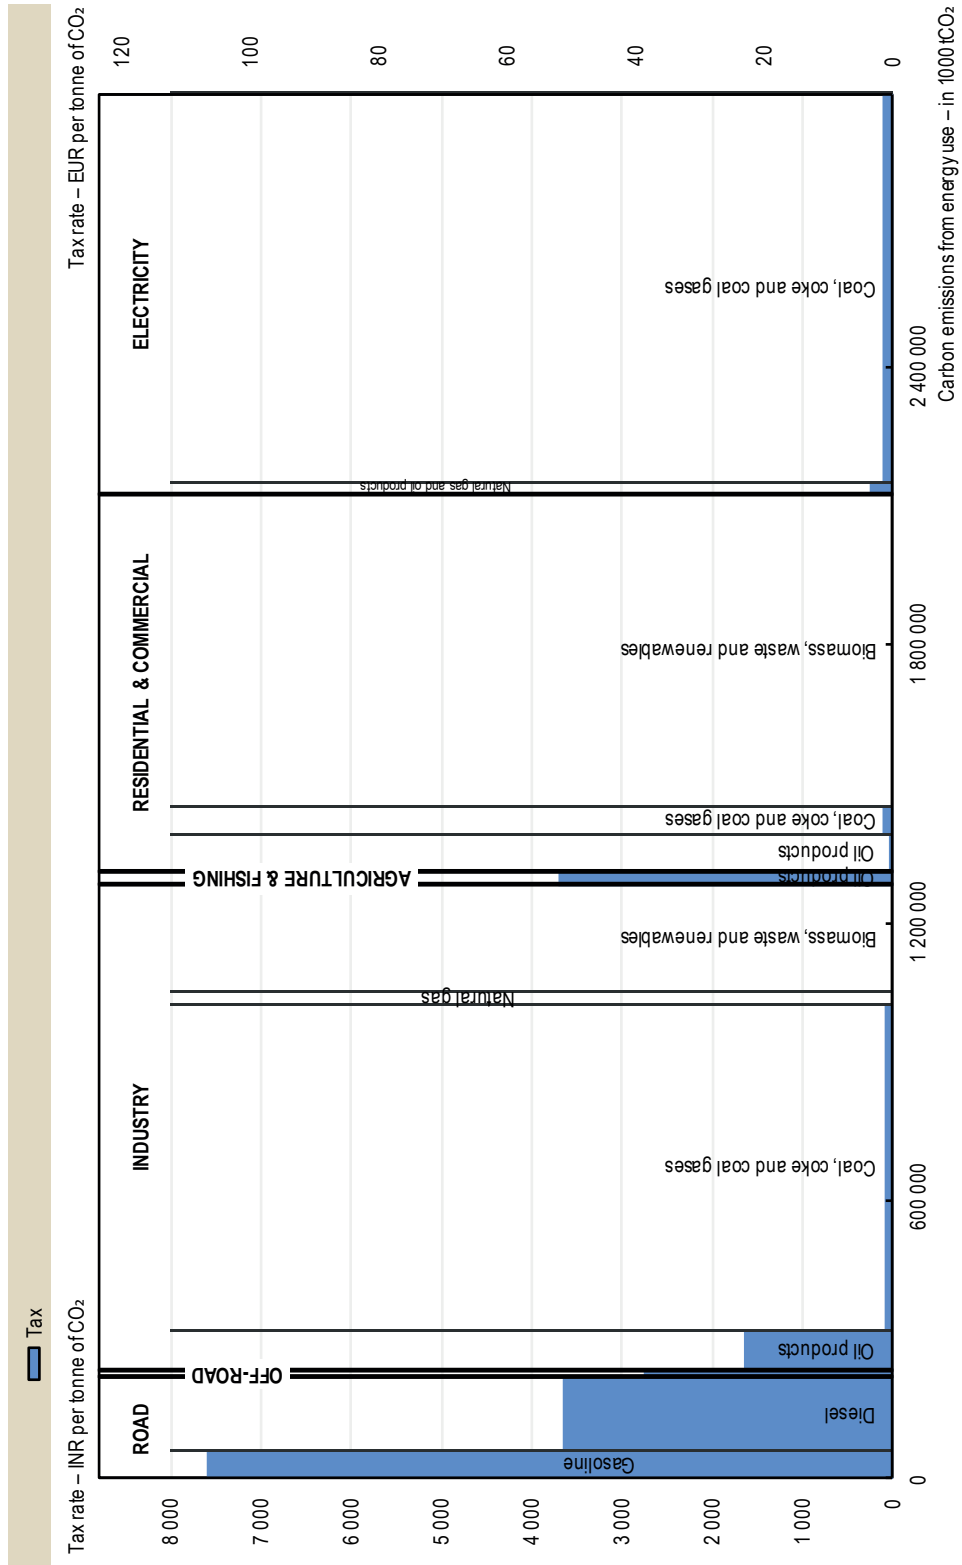 Tax
Tax rate – INR per tonne of CO₂
Tax rate – EUR per tonne of CO₂
8 000
7 000
6 000
5 000
4 000
3 000
2 000
1 000
0
120
100
80
60
40
20
0
ROAD
OFF-ROAD
INDUSTRY
AGRICULTURE & FISHING
RESIDENTIAL & COMMERCIAL
ELECTRICITY
Gasoline
Diesel
Oil products
Coal, coke and coal gases
Natural gas
Biomass, waste and renewables
Oil products
Oil products
Coal, coke and coal gases
Biomass, waste and renewables
Natural gas and oil products
Coal, coke and coal gases
0
600 000
1 200 000
1 800 000
2 400 000
Carbon emissions from energy use – in 1000 tCO₂